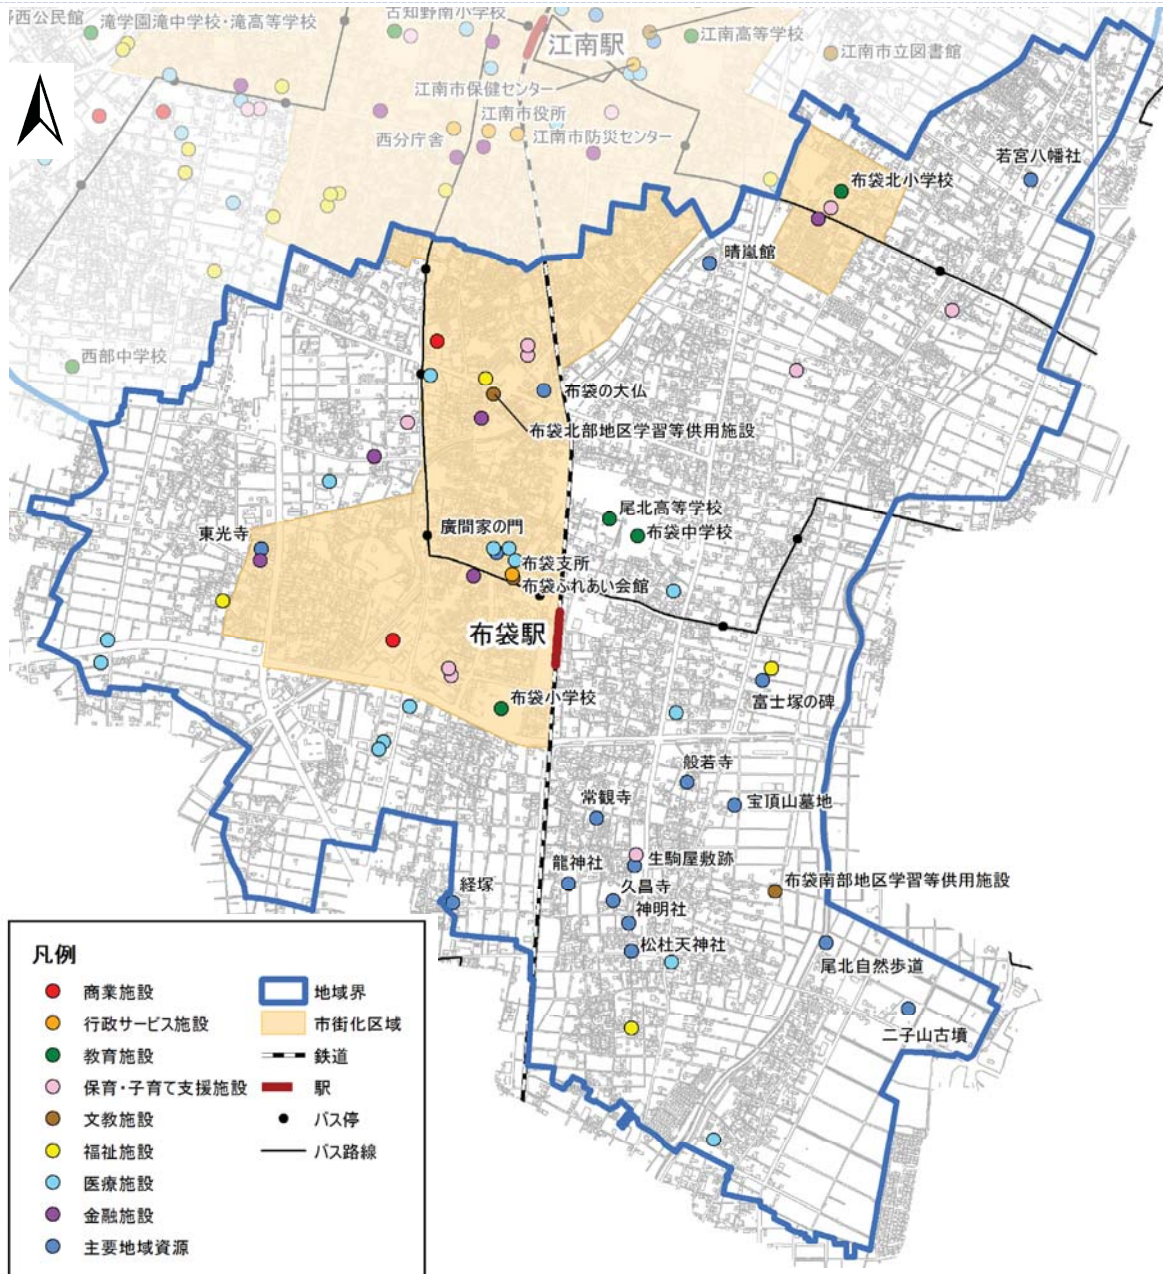 西公民館
滝学園滝中学校・滝高等学校
古知野南小学校
江南駅
江南高等学校
江南市立図書館
江南市保健センター
江南市役所
西分庁舎
江南市防災センター
若宮八幡社
布袋北小学校
晴嵐館
西部中学校
布袋の大仏
布袋北部地区学習等供用施設
尾北高等学校
布袋中学校
東光寺
廣間家の門
布袋支所
布袋ふれあい会館
布袋駅
富士塚の碑
布袋小学校
般若寺
宝頂山墓地
常観寺
生駒屋敷跡
龍神社
久昌寺
神明社
布袋南部地区学習等供用施設
経塚
松杜天神社
尾北自然歩道
二子山古墳
凡例
商業施設
行政サービス施設
教育施設
保育・子育て支援施設
文教施設
福祉施設
医療施設
金融施設
主要地域資源
地域界
市街化区域
鉄道
駅
バス停
バス路線